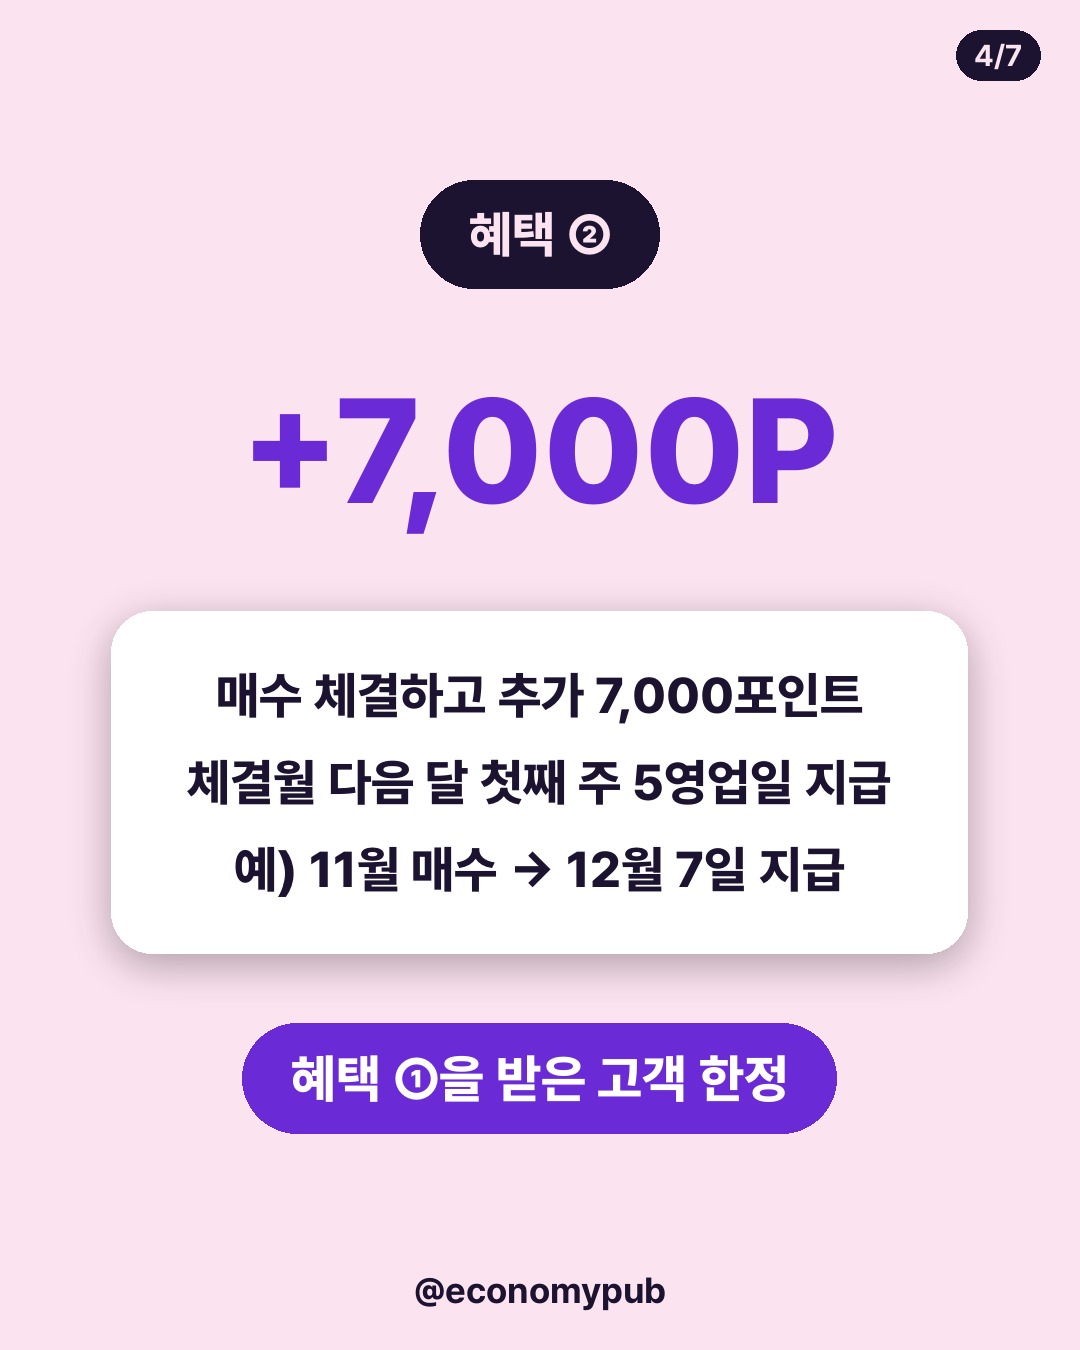 4/7
혜택 ②
+7,000P
매수 체결하고 추가 7,000포인트
체결월 다음 달 첫째 주 5영업일 지급
예) 11월 매수 → 12월 7일 지급
혜택 ①을 받은 고객 한정
@economypub